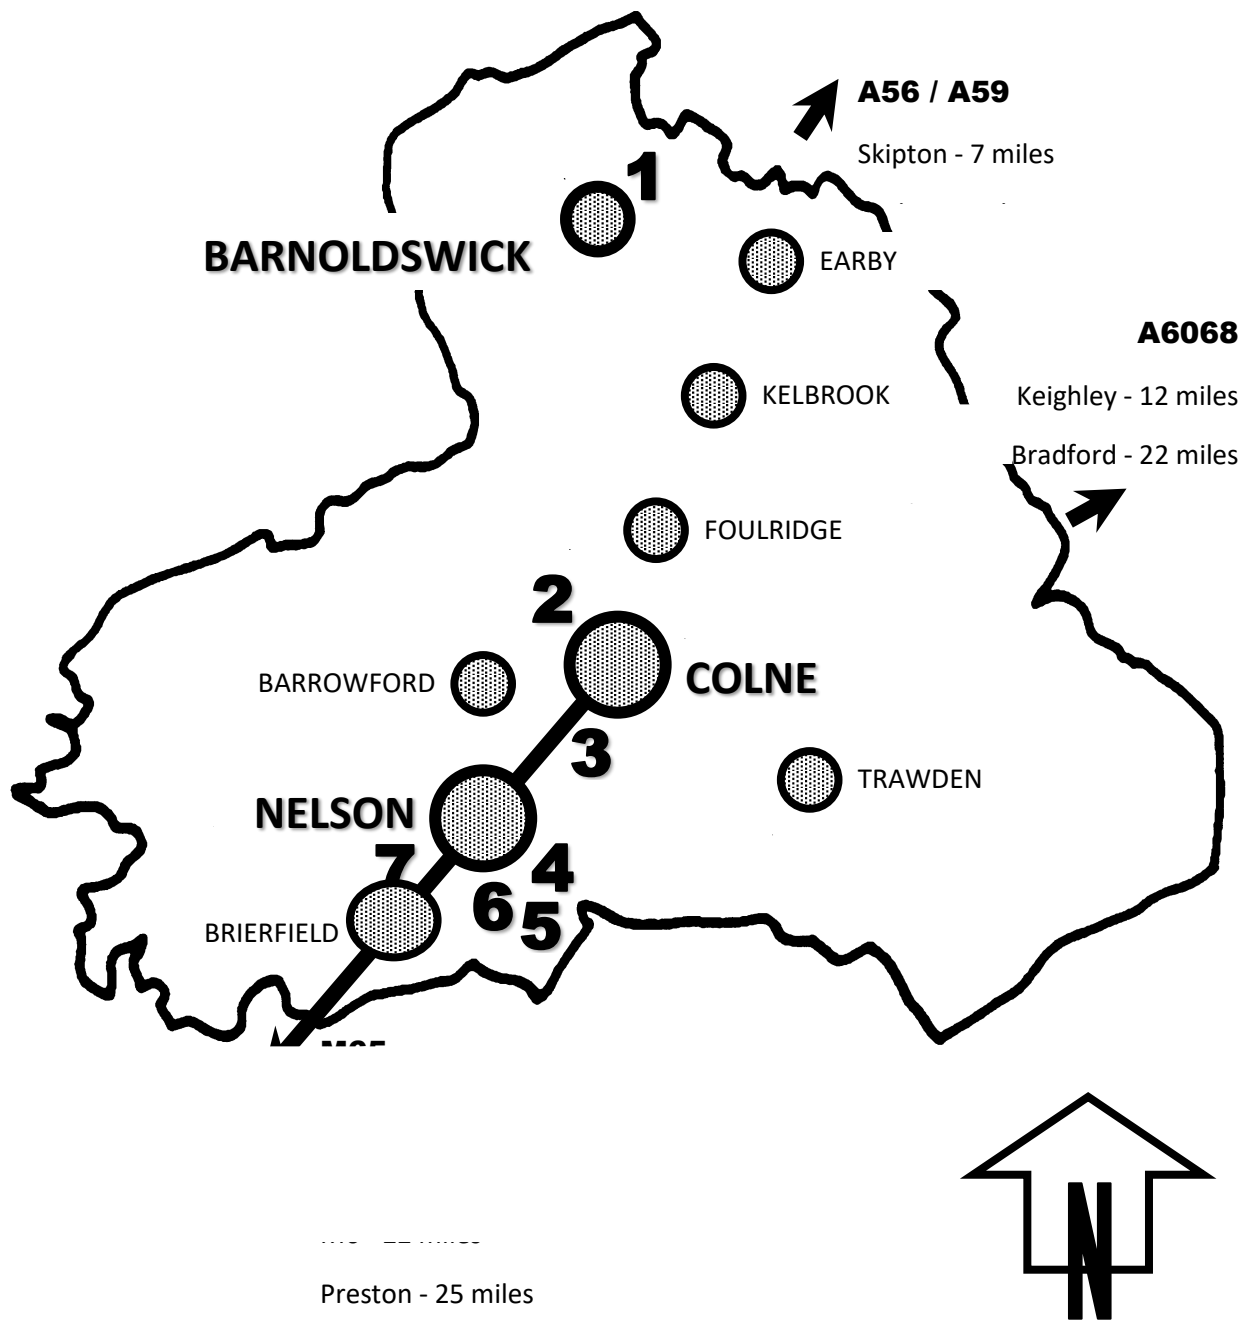 A56 / A59
Skipton - 7 miles
1
BARNOLDSWICK
EARBY
A6068
KELBROOK
Keighley - 12 miles
Bradford - 22 miles
FOULRIDGE
2
BARROWFORD
COLNE
3
TRAWDEN
NELSON
7
4
6
5
BRIERFIELD
N
Preston - 25 miles